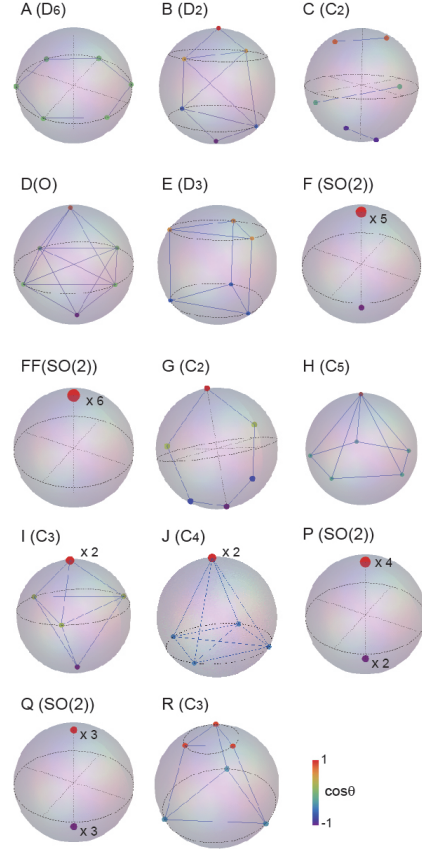 A (D6) B (D2) C (C2)
D(O) E (D3) F (SO(2))
x 5
FF(SO(2)) G (C2) H (C5)
x 6
I (C3) J (C4) P (SO(2))
x 2 x 2 x 4
x 2
Q (SO(2)) R (C3)
x 3
1
cosθ
x 3 -1